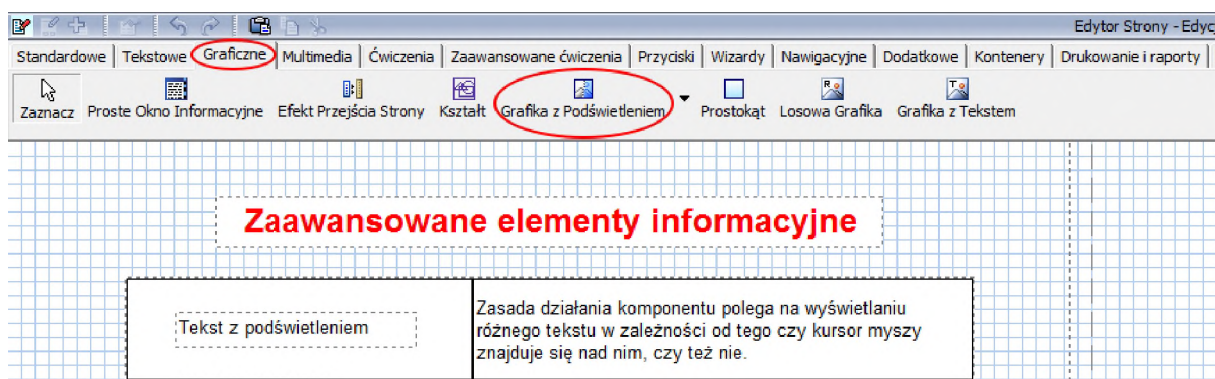 Edytor Strony - Edyc
Standardowe Tekstowe Graficzne Multimedia Ćwiczenia Zaawansowane ćwiczenia Przyciski Wizardy Nawigacyjne Dodatkowe Kontenery Drukowanie i raporty
Zaznacz Proste Okno Informacyjne Efekt Przejścia Strony Kształt Grafika z Podświetleniem Prostokąt Losowa Grafika Grafika z Tekstem
Zaawansowane elementy informacyjne
Tekst z podświetleniem
Zasada działania komponentu polega na wyświetlaniu
różnego tekstu w zależności od tego czy kursor myszy
znajduje się nad nim, czy też nie.